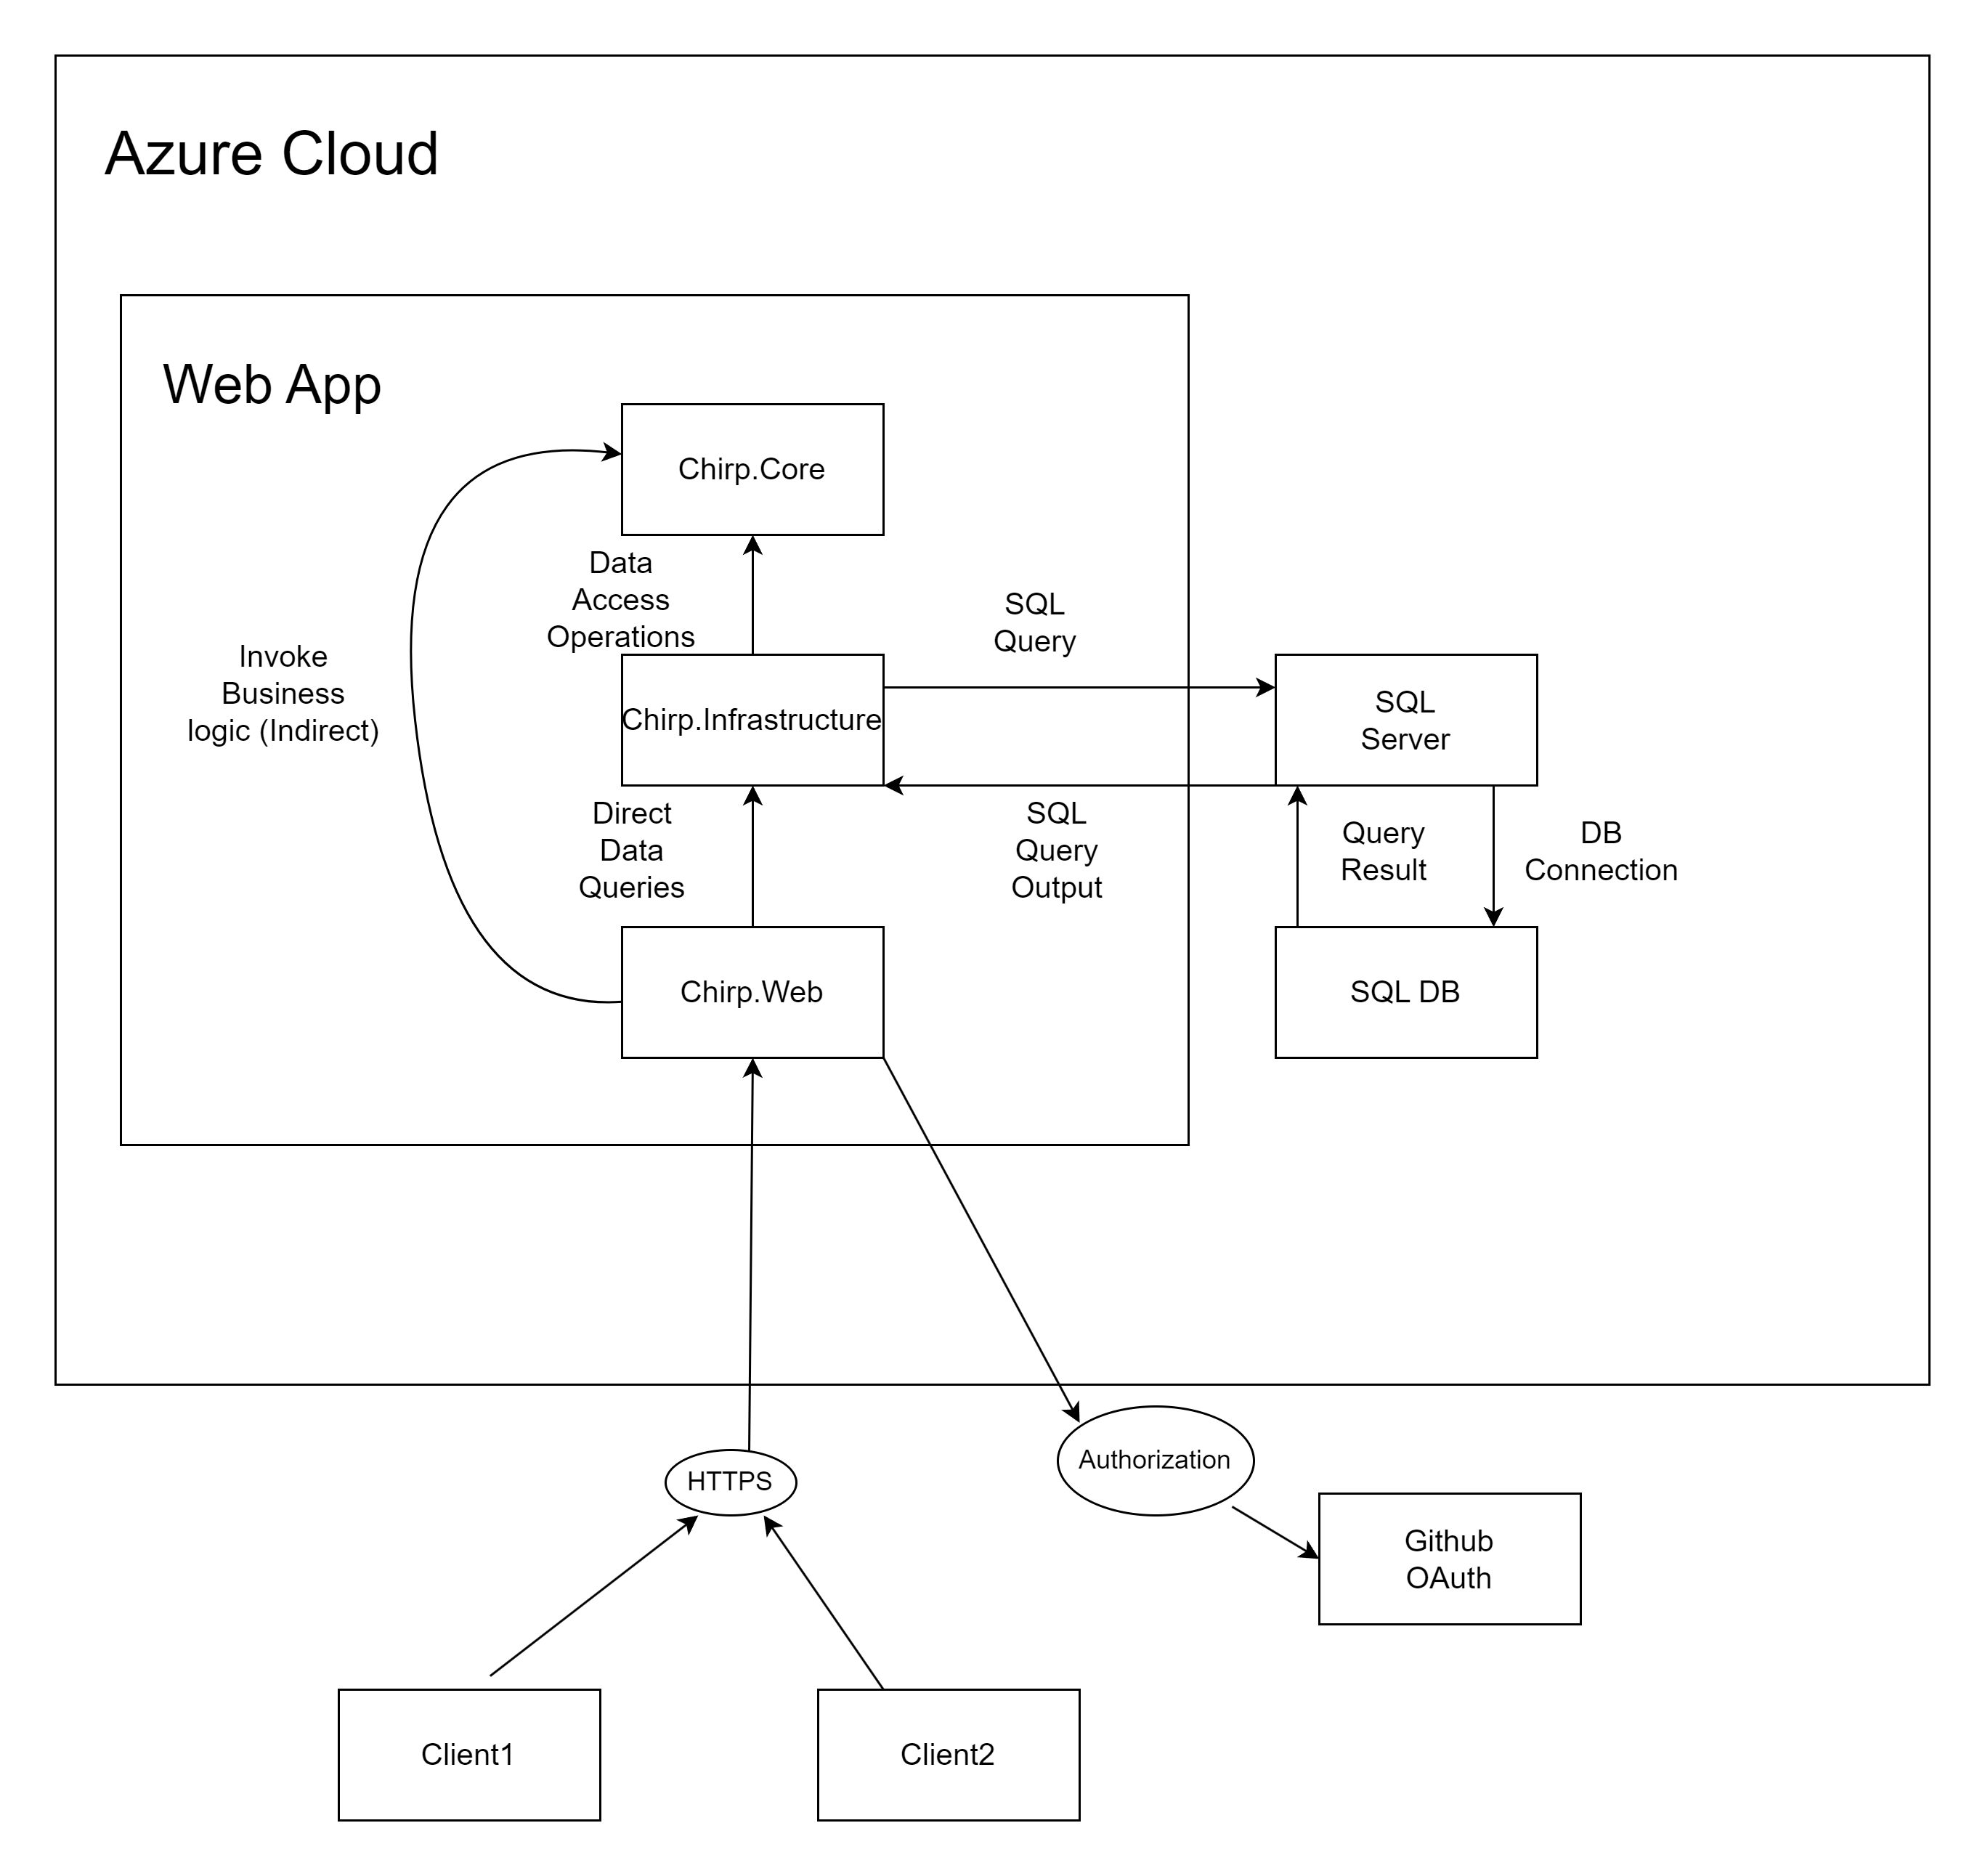 Azure Cloud
Web App
Chirp.Core
Data
Access
Operations
SQL
Query
Invoke
Business
logic (Indirect)
Chirp.Infrastructure
SQL
Server
Direct
Data
Queries
SQL
Query
Output
Query
Result
DB
Connection
Chirp.Web
SQL DB
HTTPS
Authorization
Github
OAuth
Client1
Client2